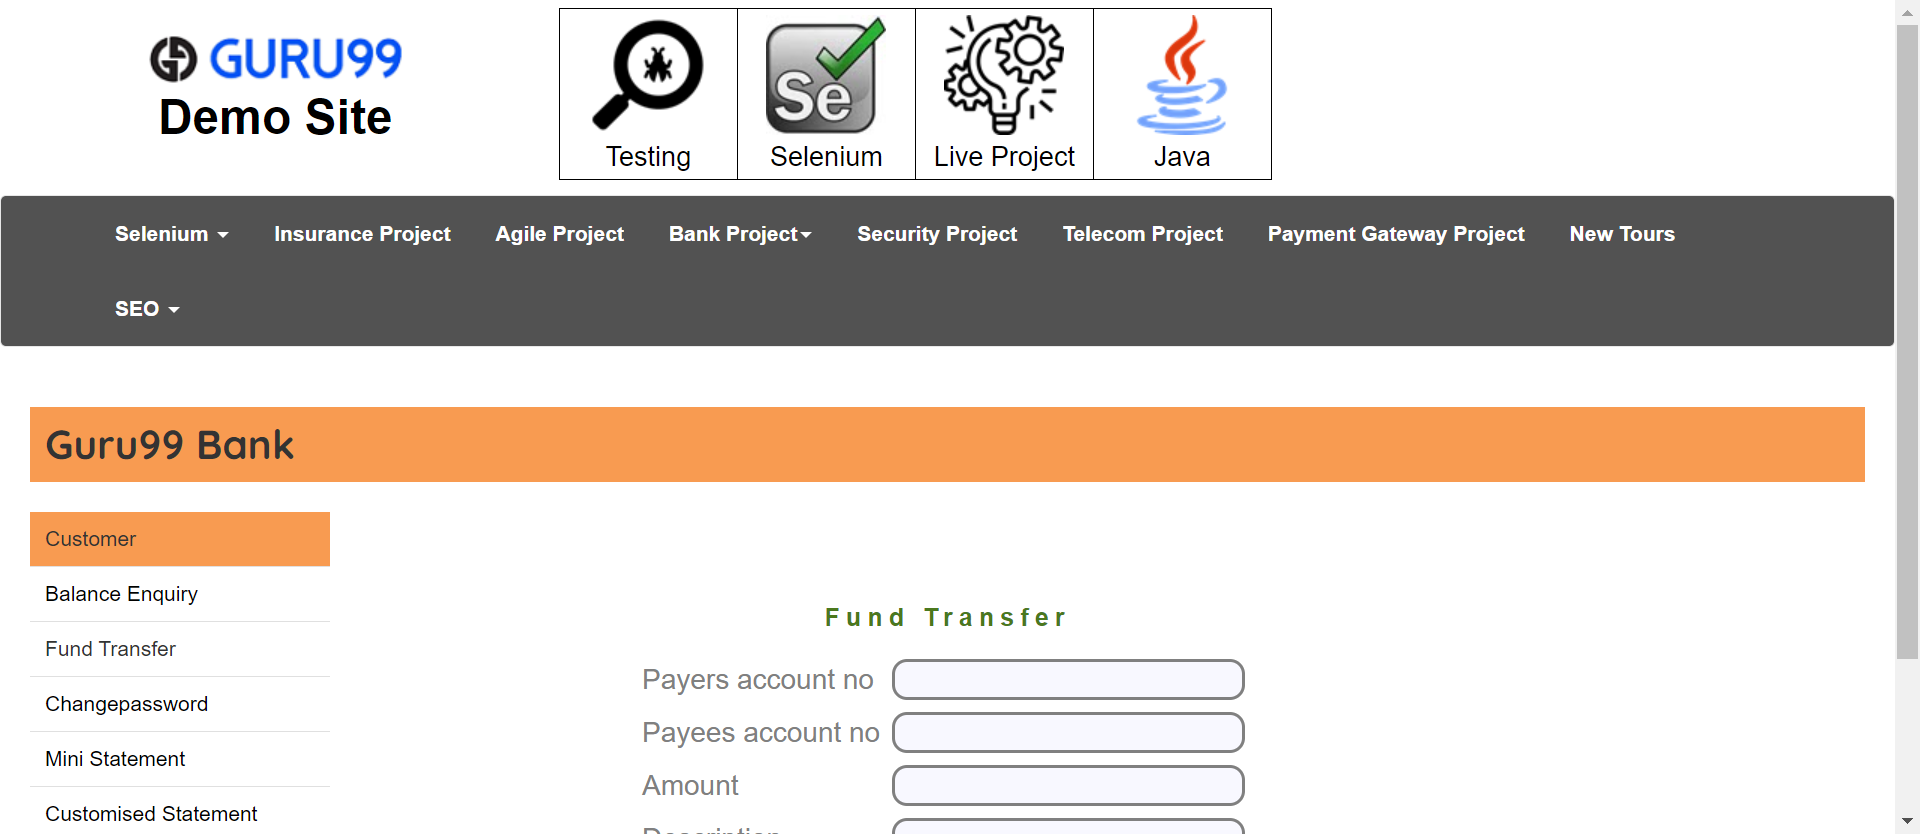 GURU99
Demo Site
Se
Testing
Selenium
Live Project
Java
Selenium
Insurance Project
Agile Project
Bank Project
Security Project
Telecom Project
Payment Gateway Project
New Tours
SEO
Guru99 Bank
Customer
Balance Enquiry
Fund Transfer
Changepassword
Mini Statement
Customised Statement
Fund Transfer
Payers account no
Payees account no
Amount
Description